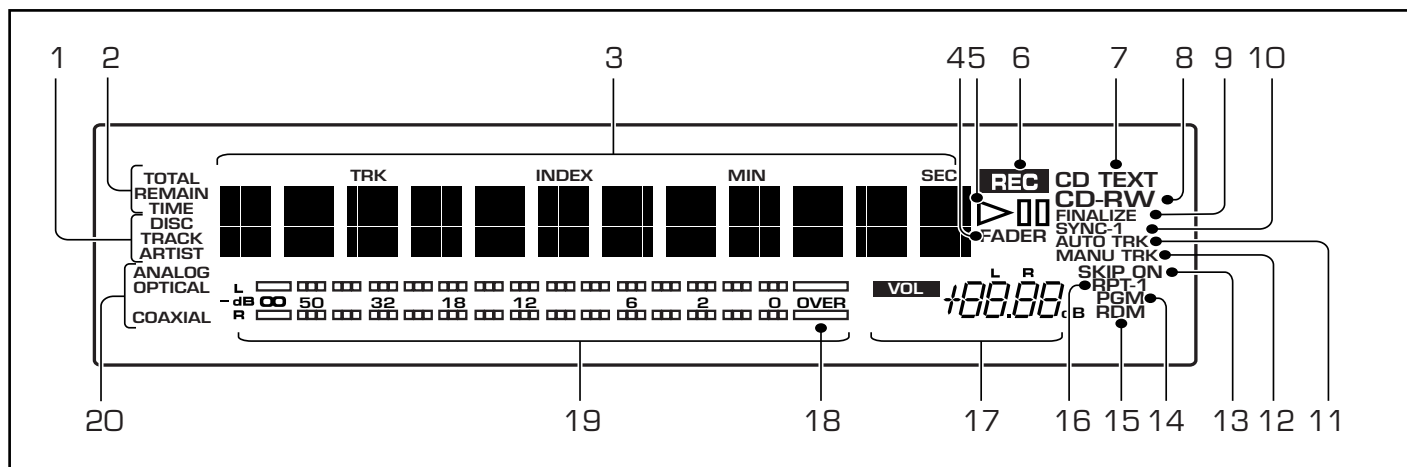 1 2 3 45 6 7 8 9 10
TOTAL
REMAIN
TIME
DISC
TRACK
ARTIST
ANALOG
OPTICAL
COAXIAL
TRK INDEX MIN SEC
REC
FADER
CD TEXT
CD-RW
FINALIZE
SYNC-1
AUTO TRK
MANU TRK
SKIP ON
RPT-1
PGM
RDM
L
-dB ∞ 50 32 18 12 6 2 0 OVER
R
L R
VOL +88.88 dB
20 19 18 17 16 15 14 13 12 11